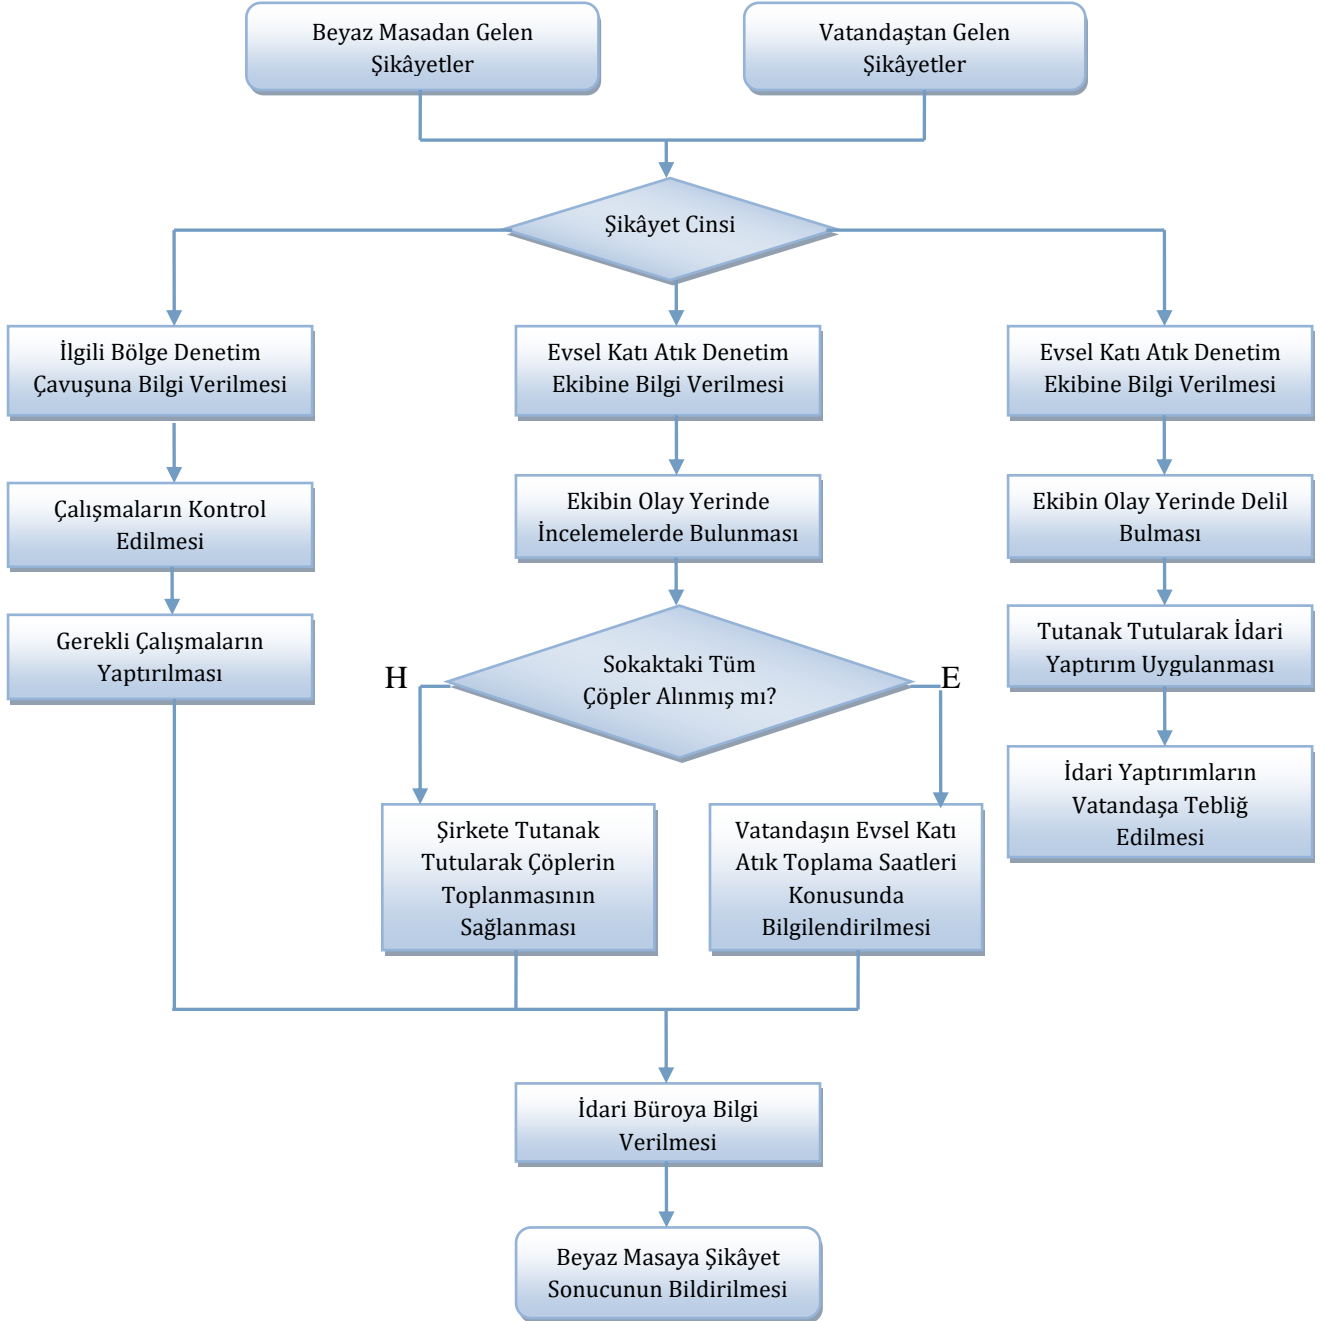 Beyaz Masadan Gelen
Şikâyetler
Vatandaştan Gelen
Şikâyetler
Şikâyet Cinsi
İlgili Bölge Denetim
Çavuşuna Bilgi Verilmesi
Evsel Katı Atık Denetim
Ekibine Bilgi Verilmesi
Evsel Katı Atık Denetim
Ekibine Bilgi Verilmesi
Çalışmaların Kontrol
Edilmesi
Ekibin Olay Yerinde
İncelemelerde Bulunması
Ekibin Olay Yerinde Delil
Bulması
Gerekli Çalışmaların
Yaptırılması
Sokaktaki Tüm
Çöpler Alınmış mı?
H
E
Tutanak Tutularak İdari
Yaptırım Uygulanması
Şirkete Tutanak
Tutularak Çöplerin
Toplanmasının
Sağlanması
Vatandaşın Evsel Katı
Atık Toplama Saatleri
Konusunda
Bilgilendirilmesi
İdari Yaptırımların
Vatandaşa Tebliğ
Edilmesi
İdari Büroya Bilgi
Verilmesi
Beyaz Masaya Şikâyet
Sonucunun Bildirilmesi